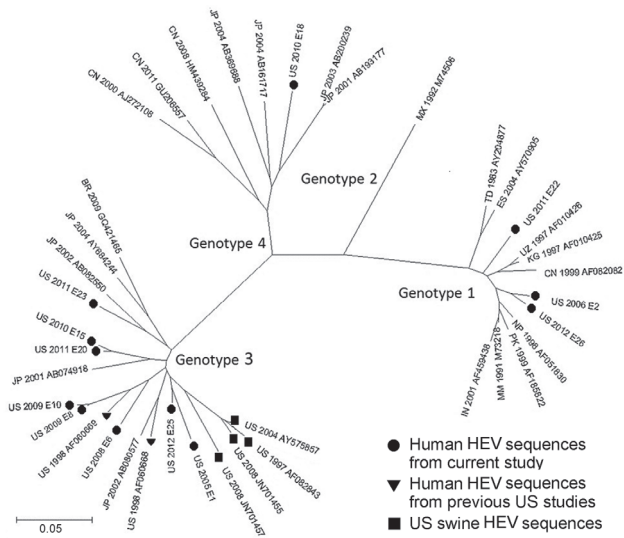 CN 2000 AJ272108
CN 2011 GU206557
CN 2008 HM439284
JP 2004 AB369688
JP 2004 AB161717
US 2010 E18
JP 2003 AB200239
JP 2001 AB193177
MX 1992 M74506
Genotype 2
TD 1983 AY204877
ES 2004 AY570905
US 2011 E22
UZ 1997 AF010426
KG 1997 AF010425
CN 1999 AF082082
US 2006 E2
US 2012 E26
NP 1998 AF051830
PK 1999 AF185822
MM 1991 M73218
IN 2001 AF459438
Genotype 1
Genotype 4
BR 2009 GQ421465
JP 2004 AY684244
JP 2002 AB082550
US 2011 E23
US 2010 E15
US 2011 E20
JP 2001 AB074918
Genotype 3
US 2009 E10
US 2009 E8
US 1998 AF060669
US 2008 E6
JP 2002 AB080577
US 1998 AF060668
US 2012 E25
US 2005 E1
US 2008 JN701457
US 2008 JN701455
US 1997 AF082843
US 2004 AY575857
0.05
Human HEV sequences
from current study
Human HEV sequences
from previous US studies
US swine HEV sequences